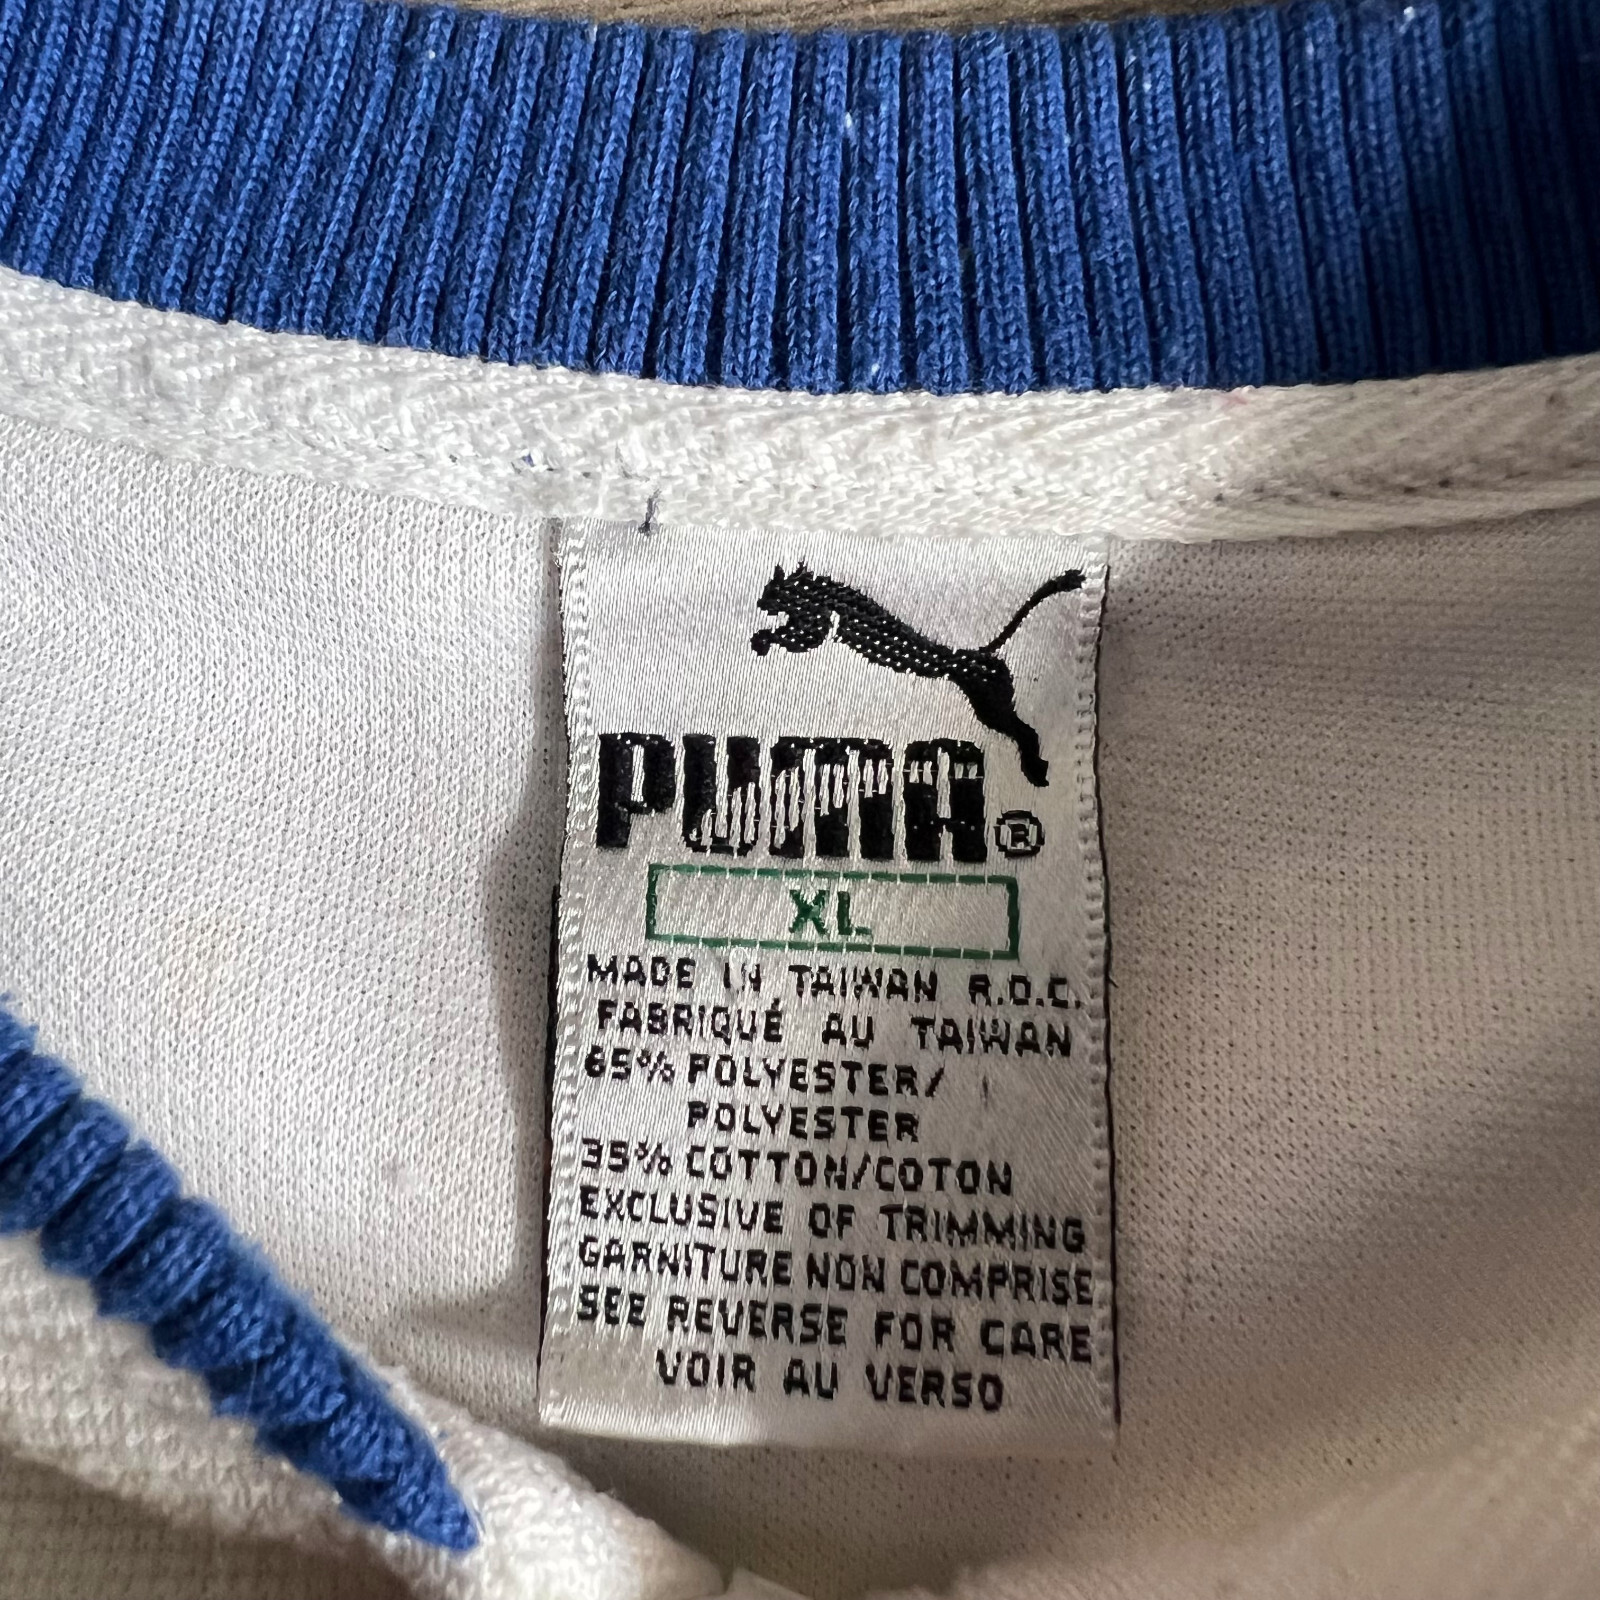 PUMA®
XL
MADE IN TAIWAN R.O.C.
FABRIQUÉ AU TAIWAN
65% POLYESTER/
POLYESTER
35% COTTON/COTON
EXCLUSIVE OF TRIMMING
GARNITURE NON COMPRISE
SEE REVERSE FOR CARE
VOIR AU VERSO